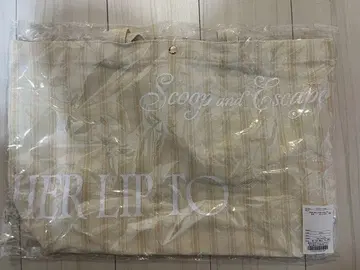 Scoop and Escape
HER LIP TO